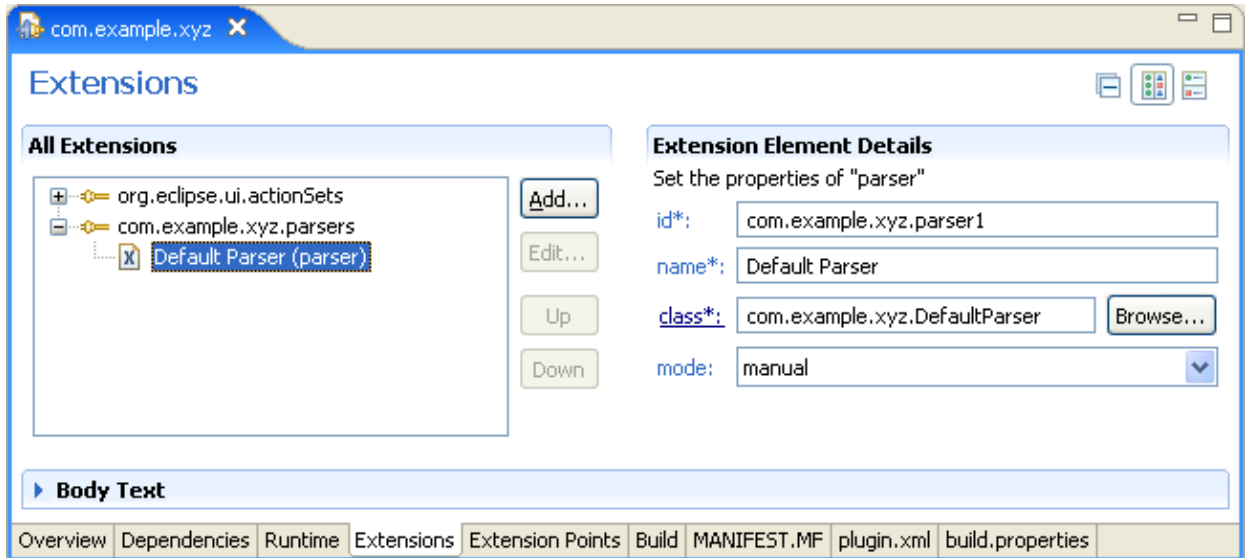 com.example.xyz
Extensions
All Extensions
org.eclipse.ui.actionSets
com.example.xyz.parsers
X Default Parser (parser)
Add...
Edit...
Up
Down
Extension Element Details
Set the properties of "parser"
id*: com.example.xyz.parser1
name*: Default Parser
class*: com.example.xyz.DefaultParser Browse...
mode: manual
Body Text
Overview Dependencies Runtime Extensions Extension Points Build MANIFEST.MF plugin.xml build.properties